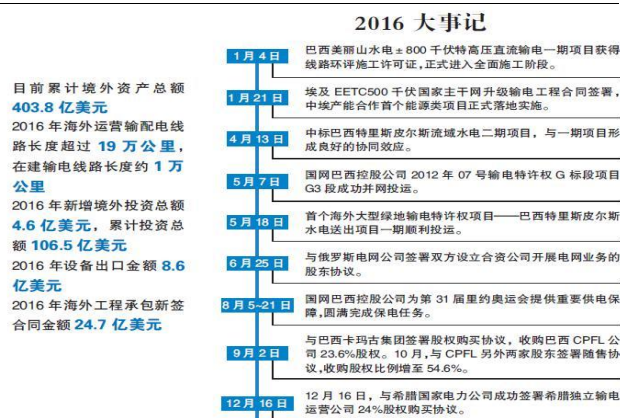 2016 大事记
目前累计境外资产总额
403.8 亿美元
2016 年海外运营输配电线
路长度超过 19 万公里，
在建输电线路长度约 1 万
公里
2016 年新增境外投资总额
4.6 亿美元，累计投资总
额 106.5 亿美元
2016 年设备出口金额 8.6
亿美元
2016 年海外工程承包新签
合同金额 24.7 亿美元
1 月 4 日
巴西美丽山水电±800 千伏特高压直流输电一期项目获得
线路环评施工许可证，正式进入全面施工阶段。
1 月 21 日
埃及 EETC500 千伏国家主干网升级输电工程合同签署，
中埃产能合作首个能源类项目正式落地实施。
4 月 13 日
中标巴西特里斯皮尔斯流域水电二期项目，与一期项目形
成良好的协同效应。
5 月 7 日
国网巴西控股公司 2012 年 07 号输电特许权 G 标段项目
G3 段成功并网投运。
5 月 18 日
首个海外大型绿地输电特许权项目——巴西特里斯皮尔斯
水电送出项目一期顺利投运。
6 月 25 日
与俄罗斯电网公司签署双方设立合资公司开展电网业务的
股东协议。
8 月 5~21 日
国网巴西控股公司为第 31 届里约奥运会提供重要供电保
障，圆满完成保电任务。
9 月 2 日
与巴西卡玛古集团签署股权购买协议，收购巴西 CPFL 公
司 23.6%股权。10 月，与 CPFL 另外两家股东签署随售协
议，收购股权比例增至 54.6%。
12 月 16 日
12 月 16 日，与希腊国家电力公司成功签署希腊独立输电
运营公司 24%股权购买协议。